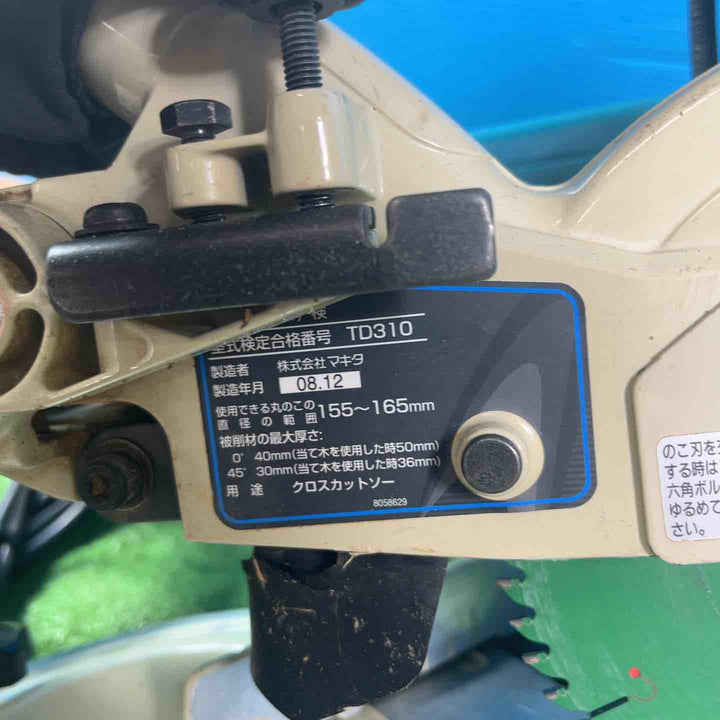 検
型式検定合格番号 TD310
製造者 株式会社マキタ
製造年月 08.12
使用できる丸のこの
直径の範囲 155～165mm
被削材の最大厚さ:
0° 40mm(当て木を使用した時50mm)
45° 30mm(当て木を使用した時36mm)
用途 クロスカットソー
8058629
のこ刃を
する時は
六角ボル
ゆるめて
さい。